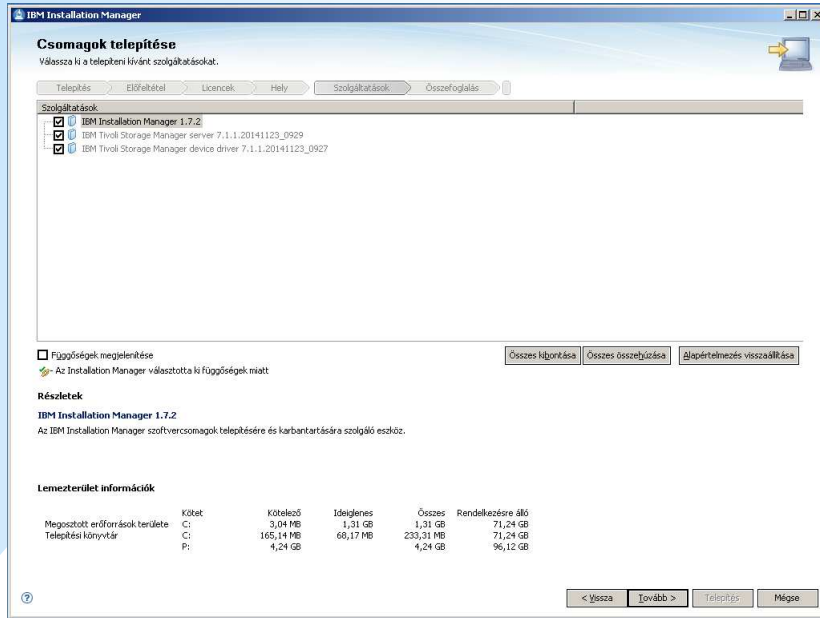 IBM Installation Manager
Csomagok telepítése
Válassza ki a telepíteni kívánt szolgáltatásokat.
Telepítés Előfeltétel Licencek Hely Szolgáltatások Összefoglalás
Szolgáltatások
IBM Installation Manager 1.7.2
IBM Tivoli Storage Manager server 7.1.1.20141123_0929
IBM Tivoli Storage Manager device driver 7.1.1.20141123_0927
Függőségek megjelenítése
Összes kibontása Összes összehúzása Alapértelmezés visszaállítása
- Az Installation Manager választotta ki függőségek miatt
Részletek
IBM Installation Manager 1.7.2
Az IBM Installation Manager szoftvercsomagok telepítésére és karbantartására szolgáló eszköz.
Lemezterület információk
Kötet Kötelező Ideiglenes Összes Rendelkezésre álló
Megosztott erőforrások területe C: 3,04 MB 1,31 GB 1,31 GB 71,24 GB
Telepítési könyvtár C: 165,14 MB 68,17 MB 233,31 MB 71,24 GB
P: 4,24 GB 4,24 GB 96,12 GB
? < Vissza Tovább > Telepítés Mégse